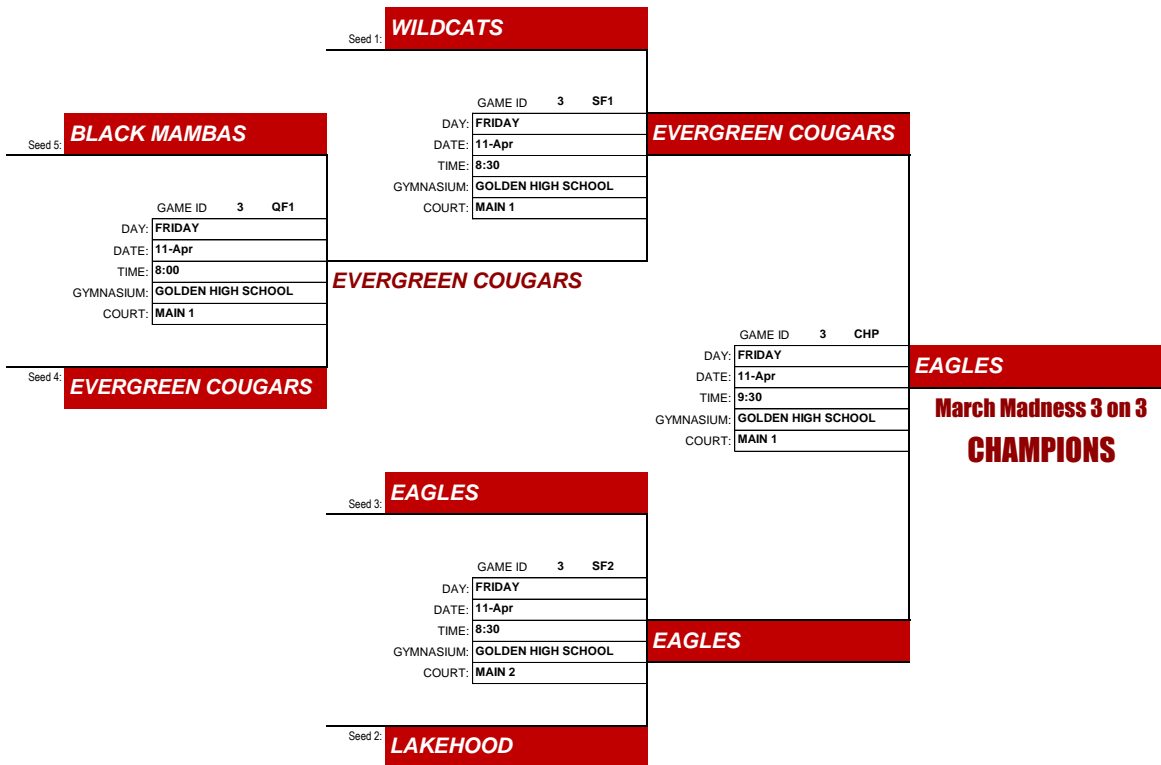 Seed 1: WILDCATS
GAME ID 3 SF1
DAY: FRIDAY
DATE: 11-Apr
TIME: 8:30
GYMNASIUM: GOLDEN HIGH SCHOOL
COURT: MAIN 1
Seed 5: BLACK MAMBAS
GAME ID 3 QF1
DAY: FRIDAY
DATE: 11-Apr
TIME: 8:00
GYMNASIUM: GOLDEN HIGH SCHOOL
COURT: MAIN 1
Seed 4: EVERGREEN COUGARS
EVERGREEN COUGARS
EVERGREEN COUGARS
GAME ID 3 CHP
DAY: FRIDAY
DATE: 11-Apr
TIME: 9:30
GYMNASIUM: GOLDEN HIGH SCHOOL
COURT: MAIN 1
EAGLES
March Madness 3 on 3
CHAMPIONS
Seed 3: EAGLES
GAME ID 3 SF2
DAY: FRIDAY
DATE: 11-Apr
TIME: 8:30
GYMNASIUM: GOLDEN HIGH SCHOOL
COURT: MAIN 2
EAGLES
Seed 2: LAKEHOOD